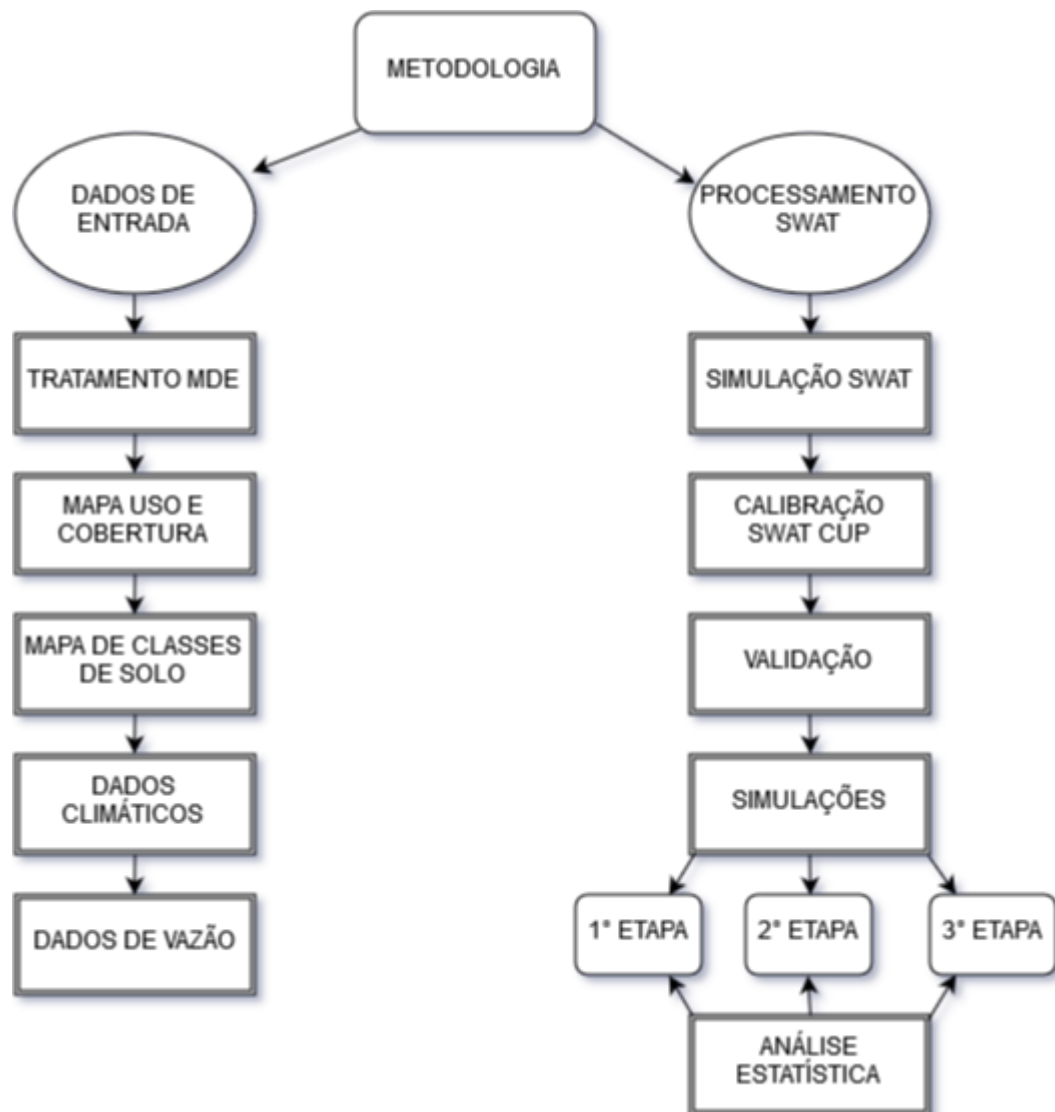 METODOLOGIA
DADOS DE
ENTRADA
PROCESSAMENTO
SWAT
TRATAMENTO MDE
SIMULAÇÃO SWAT
MAPA USO E
COBERTURA
CALIBRAÇÃO
SWAT CUP
MAPA DE CLASSES
DE SOLO
VALIDAÇÃO
DADOS
CLIMÁTICOS
SIMULAÇÕES
DADOS DE VAZÃO
1° ETAPA
2° ETAPA
3° ETAPA
ANÁLISE
ESTATÍSTICA